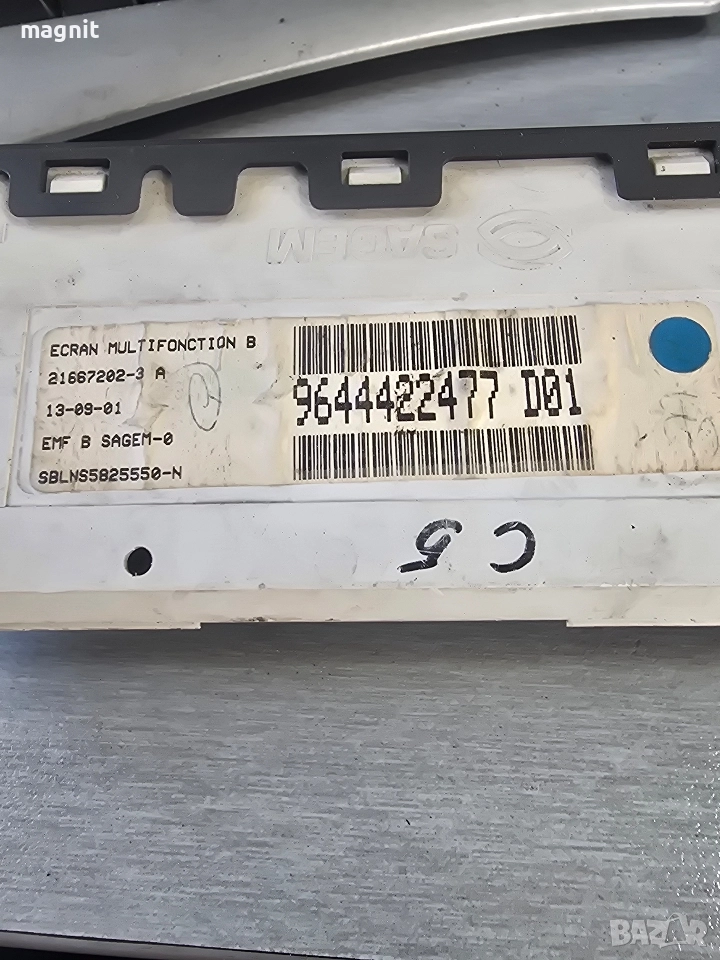 magnit
SAGEM
ECRAN MULTIFONCTION B
21667202-3 A
13-09-01
EMF B SAGEM-0
SBLNS5825550-N
9644422477 D01
C5
BAZAR